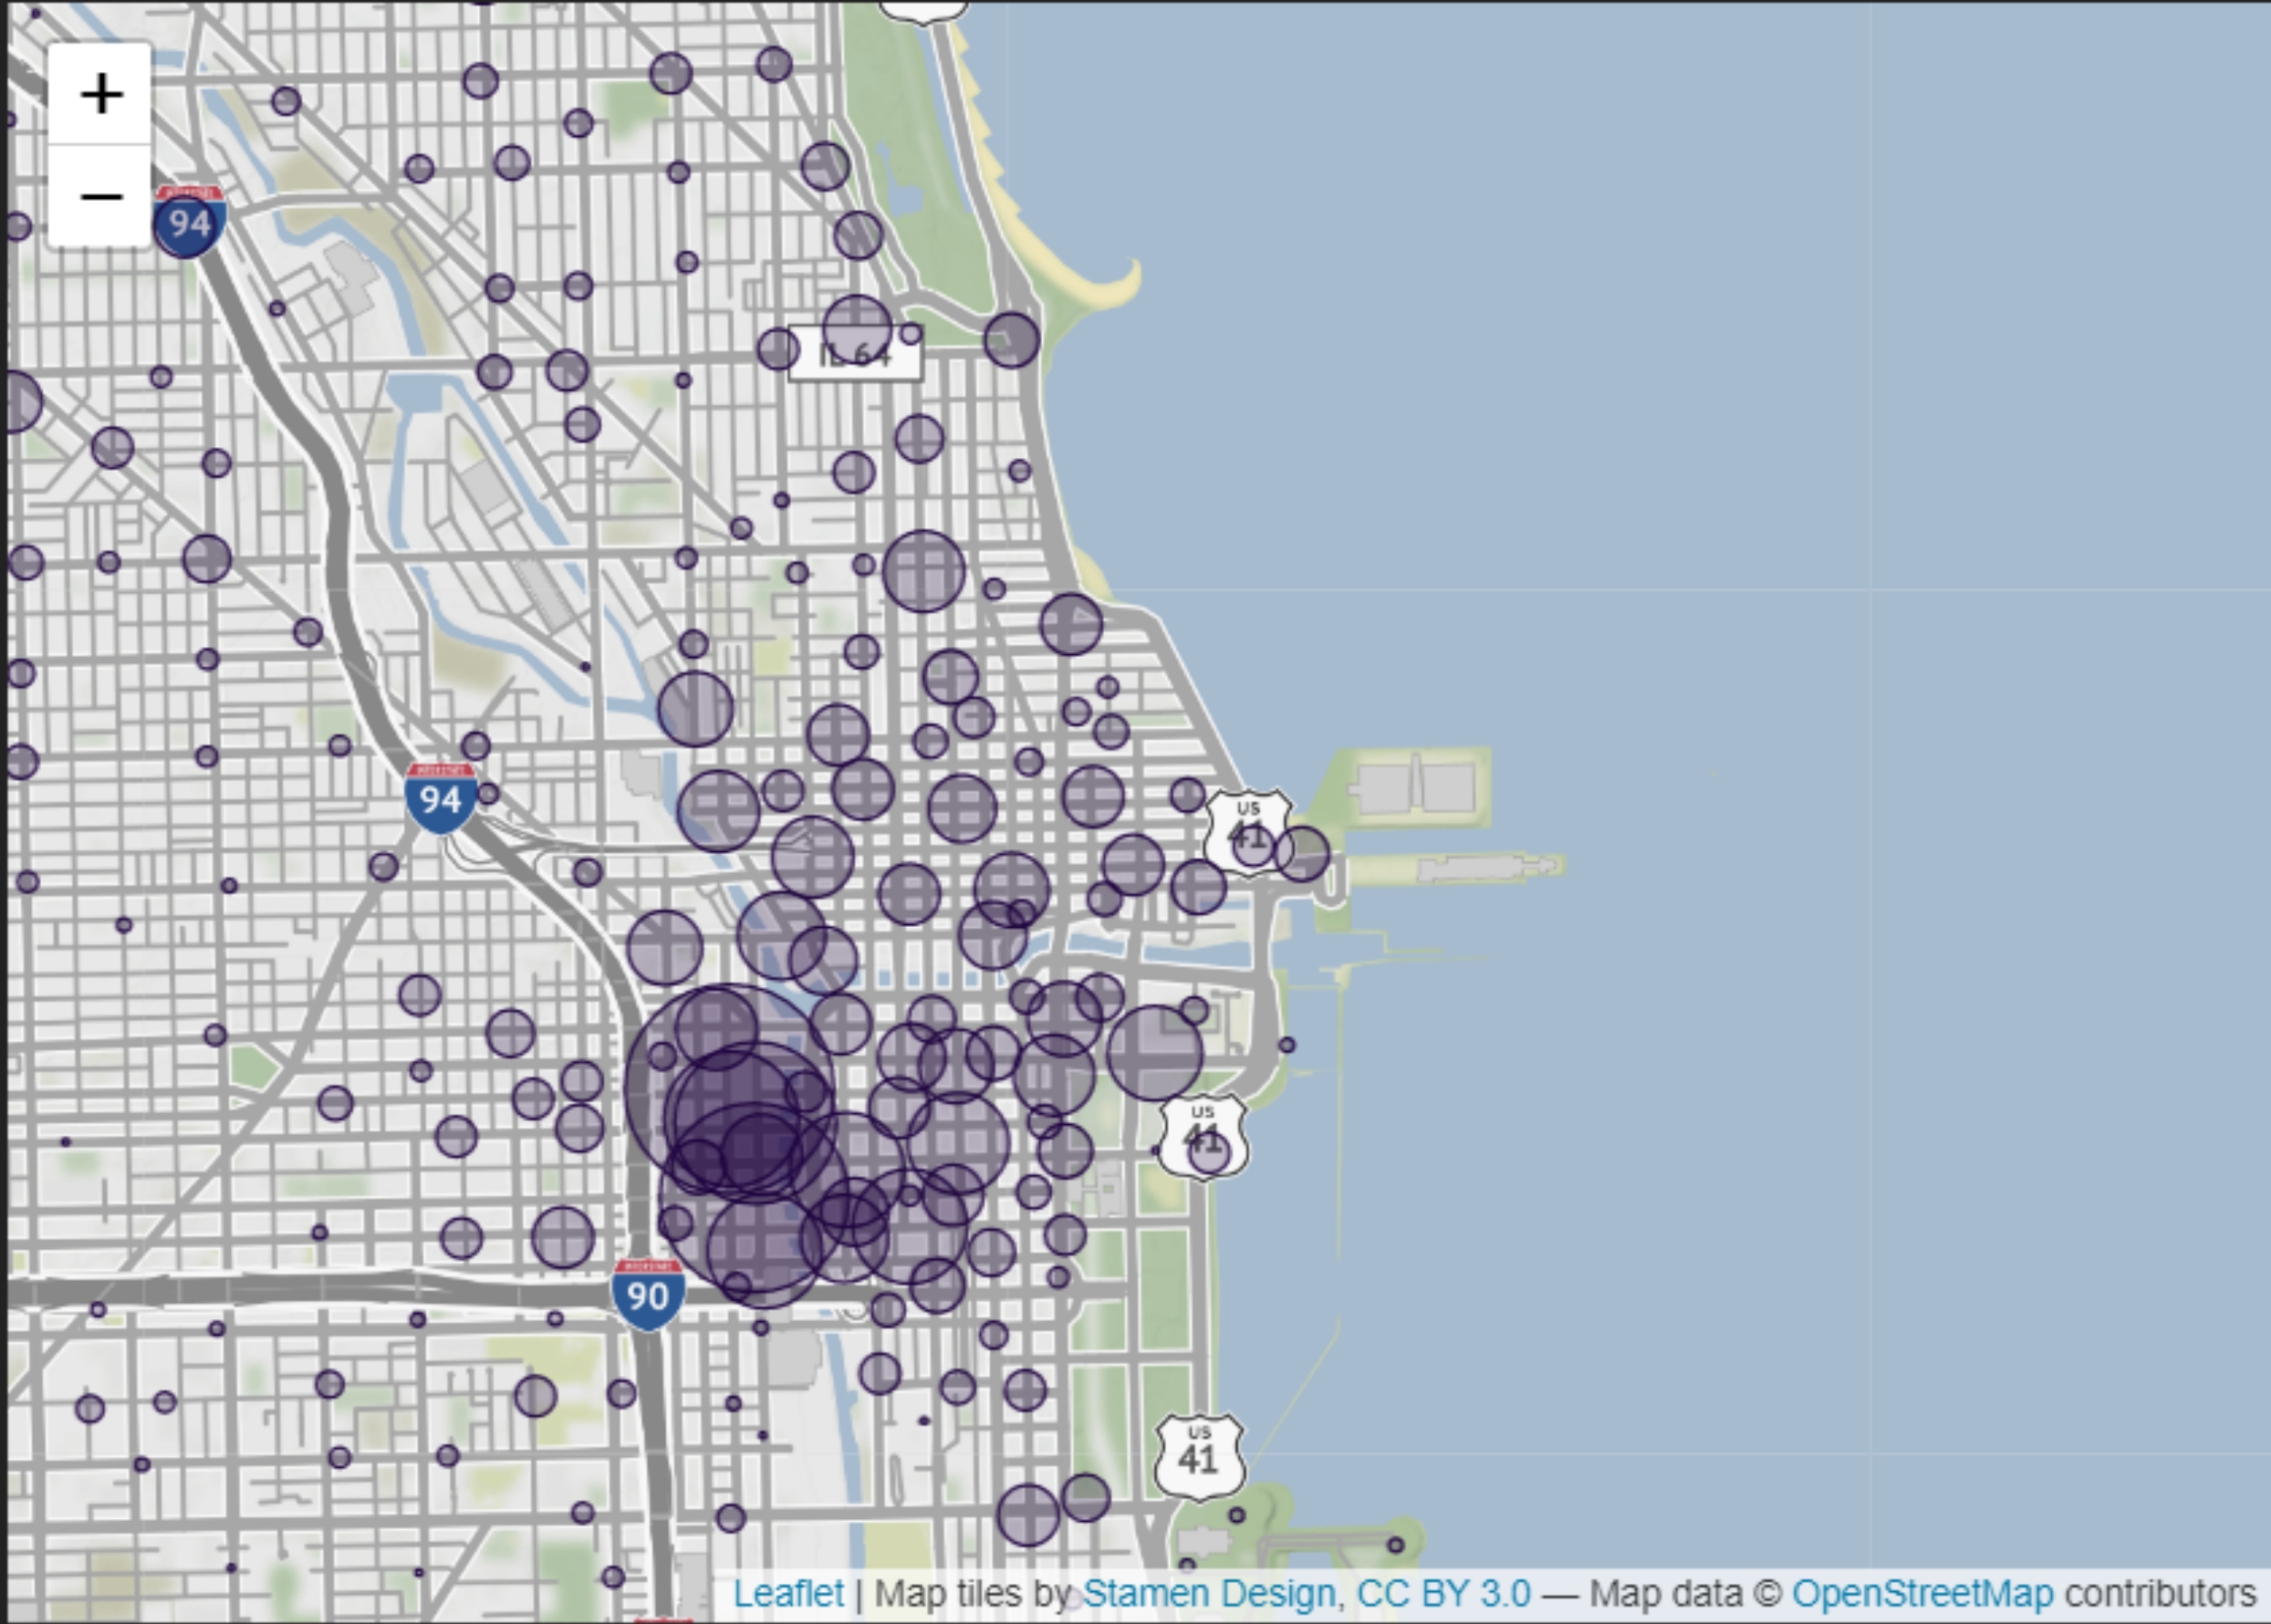 +
−
94
IL 64
94
US
41
US
41
90
US
41
Leaflet | Map tiles by Stamen Design, CC BY 3.0 — Map data © OpenStreetMap contributors